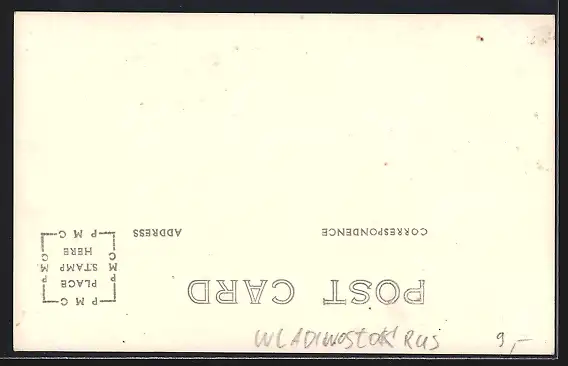 POST CARD
CORRESPONDENCE
ADDRESS
P M C
PLACE
STAMP
HERE
P M C
P M C
P M C
WLADIWOSTOK! RUS
9,-